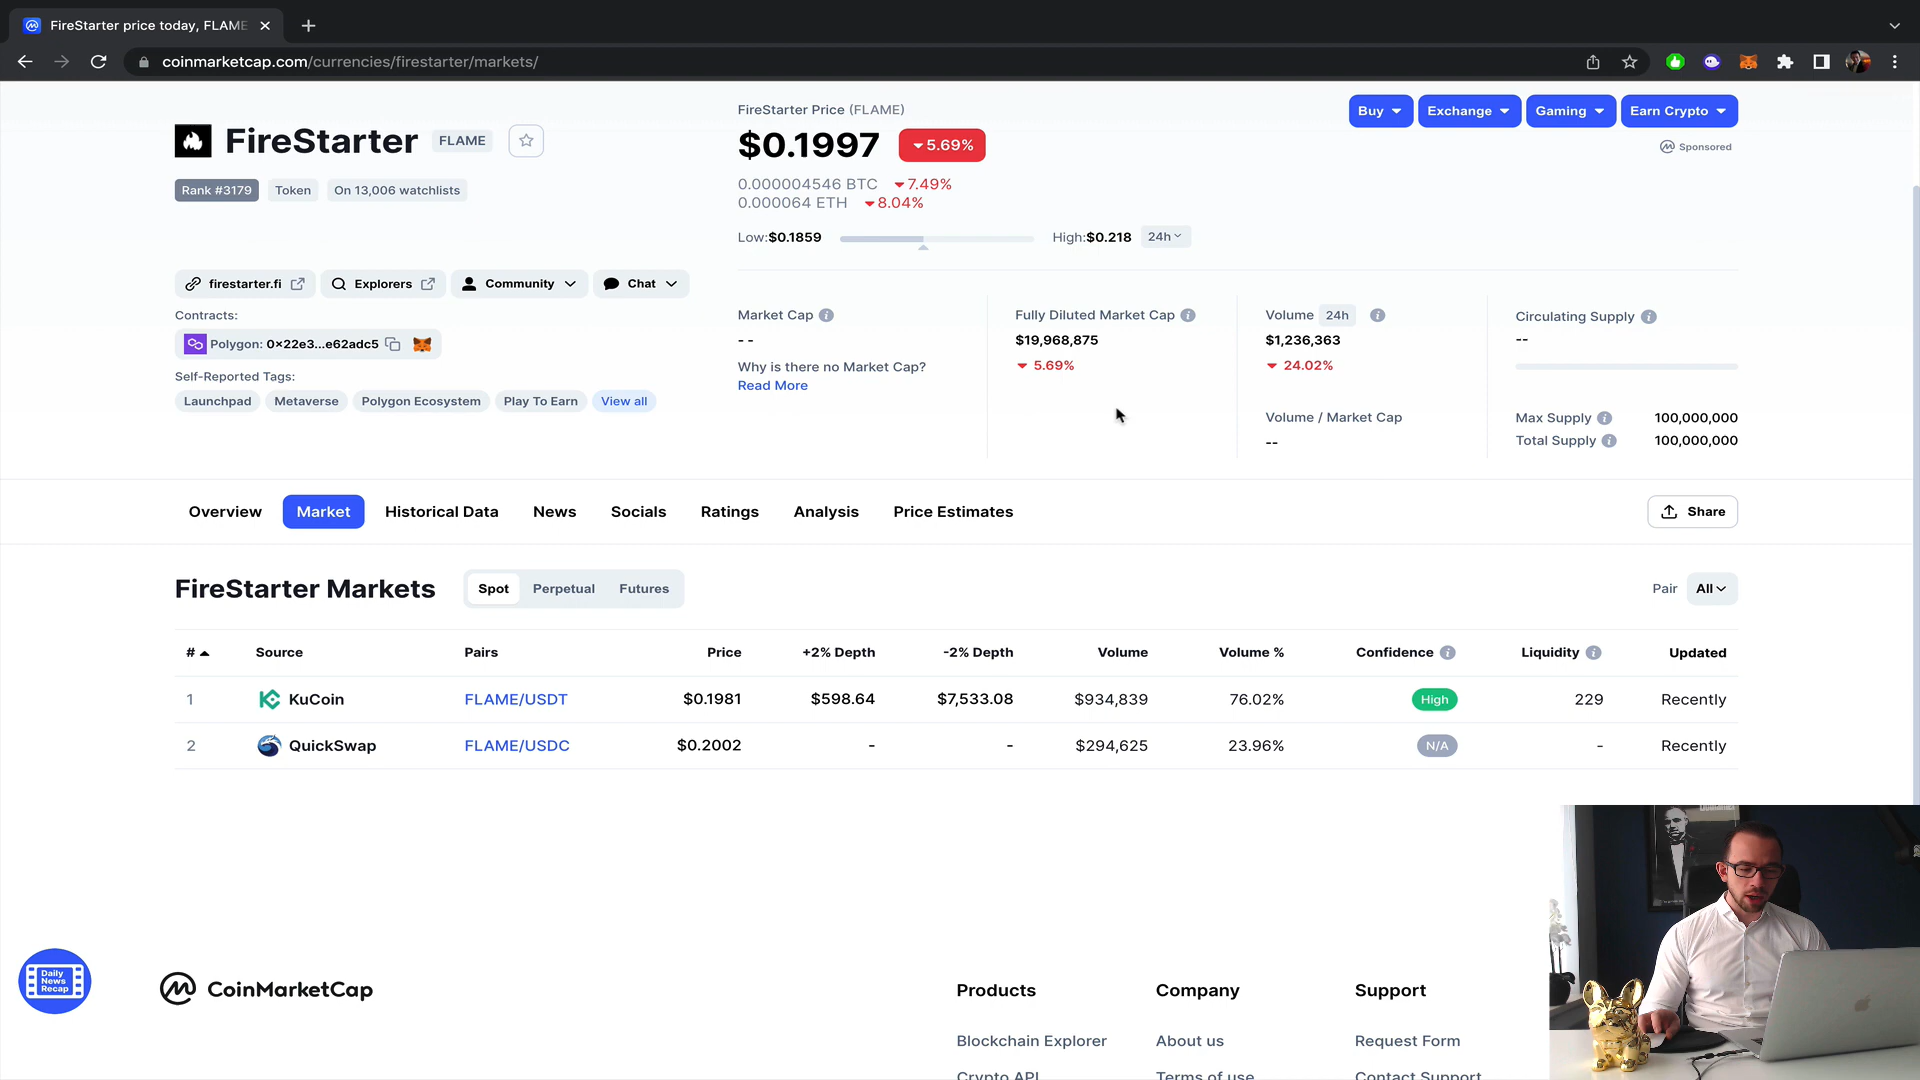 FireStarter price today, FLAME
coinmarketcap.com/currencies/firestarter/markets/
FireStarter FLAME
Rank #3179 Token On 13,006 watchlists
FireStarter Price (FLAME)
$0.1997 5.69%
0.000004546 BTC 7.49%
0.000064 ETH 8.04%
Low:$0.1859 High:$0.218 24h
Buy Exchange Gaming Earn Crypto
Sponsored
firestarter.fi Explorers Community Chat
Contracts:
Polygon: 0x22e3...e62adc5
Self-Reported Tags:
Launchpad Metaverse Polygon Ecosystem Play To Earn View all
Market Cap
- -
Why is there no Market Cap?
Read More
Fully Diluted Market Cap
$19,968,875
5.69%
Volume 24h
$1,236,363
24.02%
Volume / Market Cap
--
Circulating Supply
--
Max Supply 100,000,000
Total Supply 100,000,000
Overview Market Historical Data News Socials Ratings Analysis Price Estimates Share
FireStarter Markets Spot Perpetual Futures Pair All
# Source Pairs Price +2% Depth -2% Depth Volume Volume % Confidence Liquidity Updated
1 KuCoin FLAME/USDT $0.1981 $598.64 $7,533.08 $934,839 76.02% High 229 Recently
2 QuickSwap FLAME/USDC $0.2002 - - $294,625 23.96% N/A - Recently
Daily
News
Recap
CoinMarketCap
Products Company Support
Blockchain Explorer About us Request Form
Crypto API Terms of use Contact Support